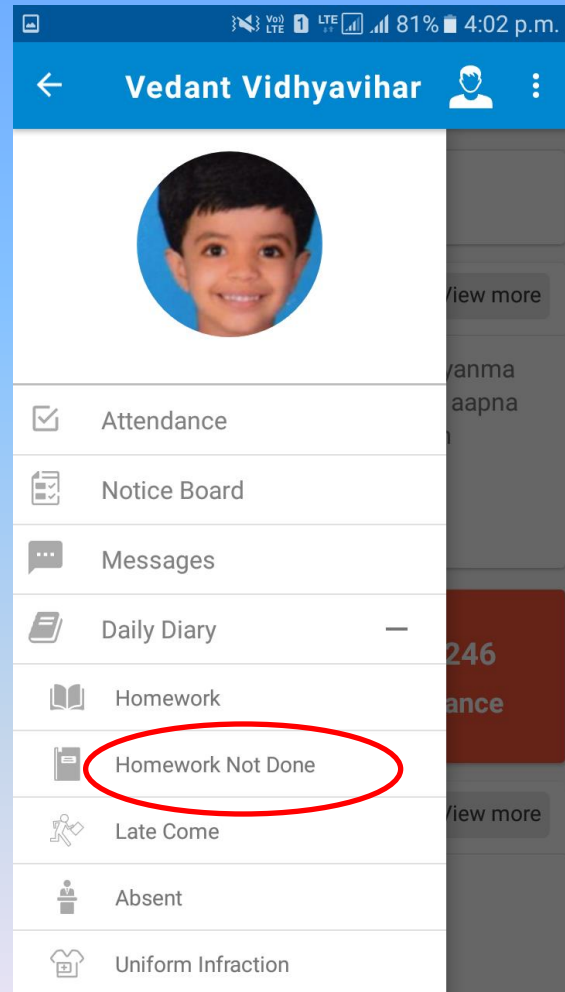 LTE 1 LTE 81% 4:02 p.m.
Vedant Vidhyavihar
View more
yanma
aapna
Attendance
Notice Board
Messages
Daily Diary
246
ance
Homework
Homework Not Done
View more
Late Come
Absent
Uniform Infraction